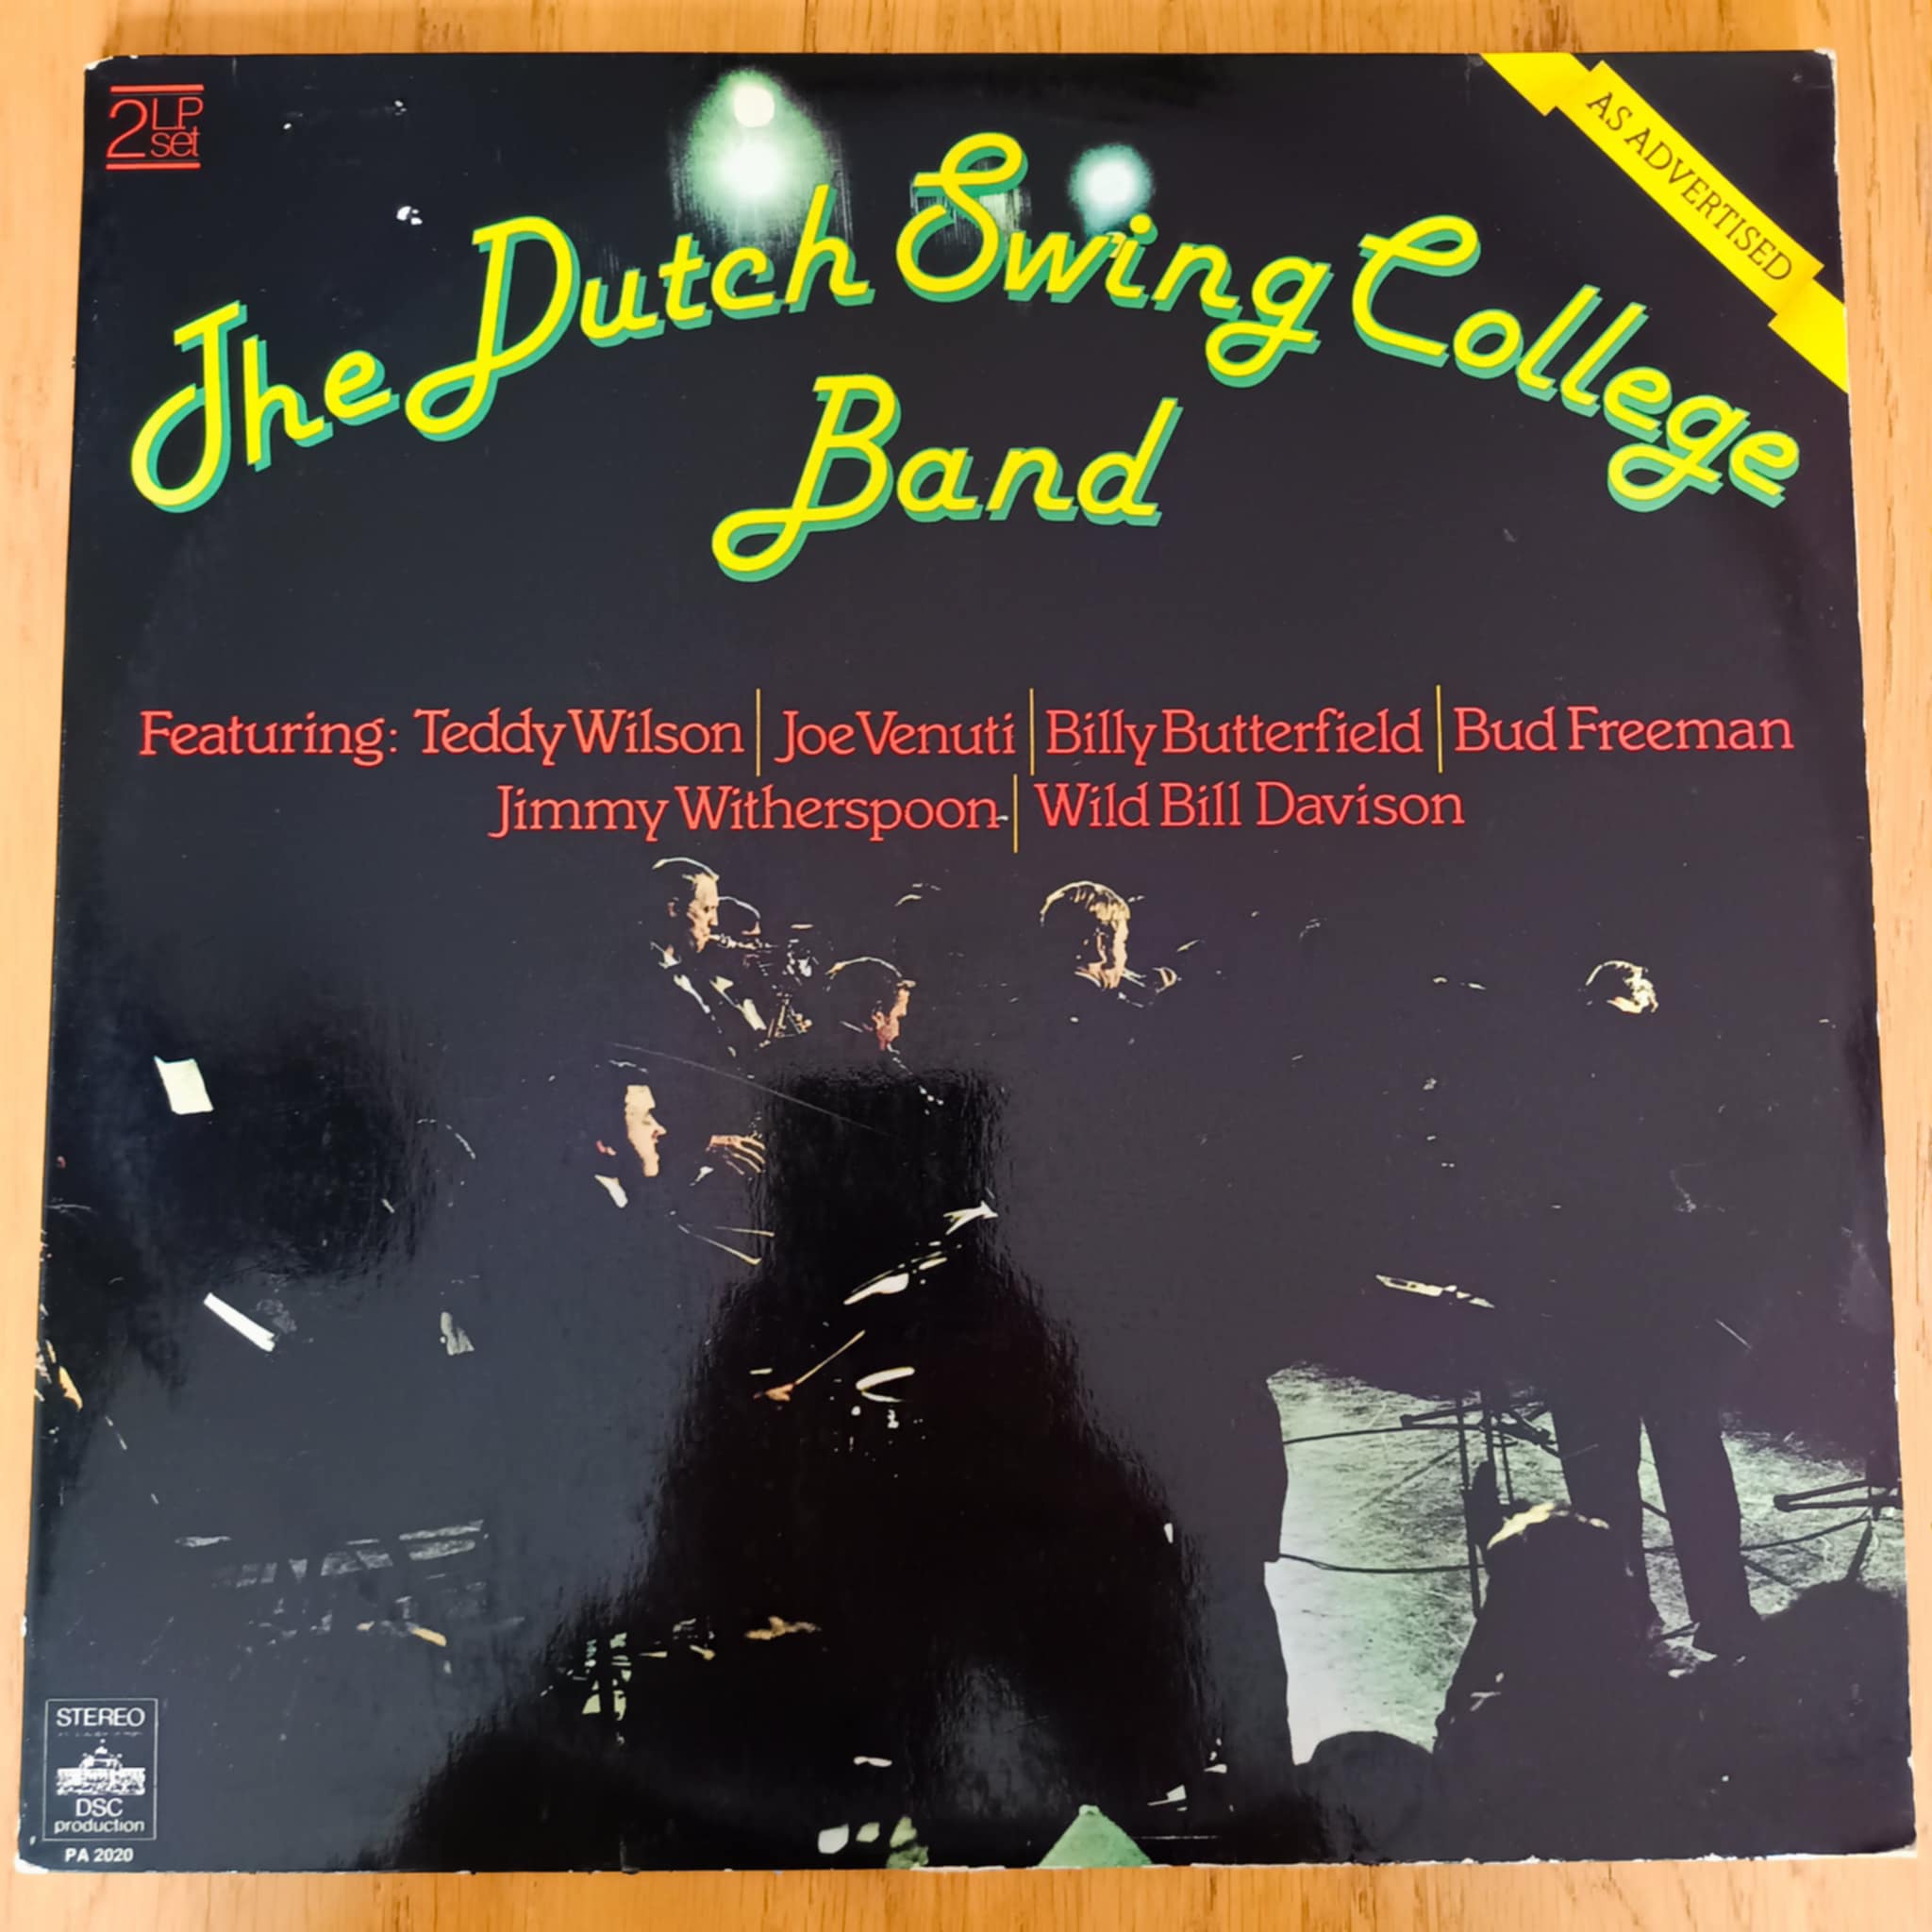 2 LP
set
AS ADVERTISED
The Dutch Swing College
Band
Featuring: Teddy Wilson | Joe Venuti | Billy Butterfield | Bud Freeman
Jimmy Witherspoon | Wild Bill Davison
STEREO
DSC
production
PA 2020